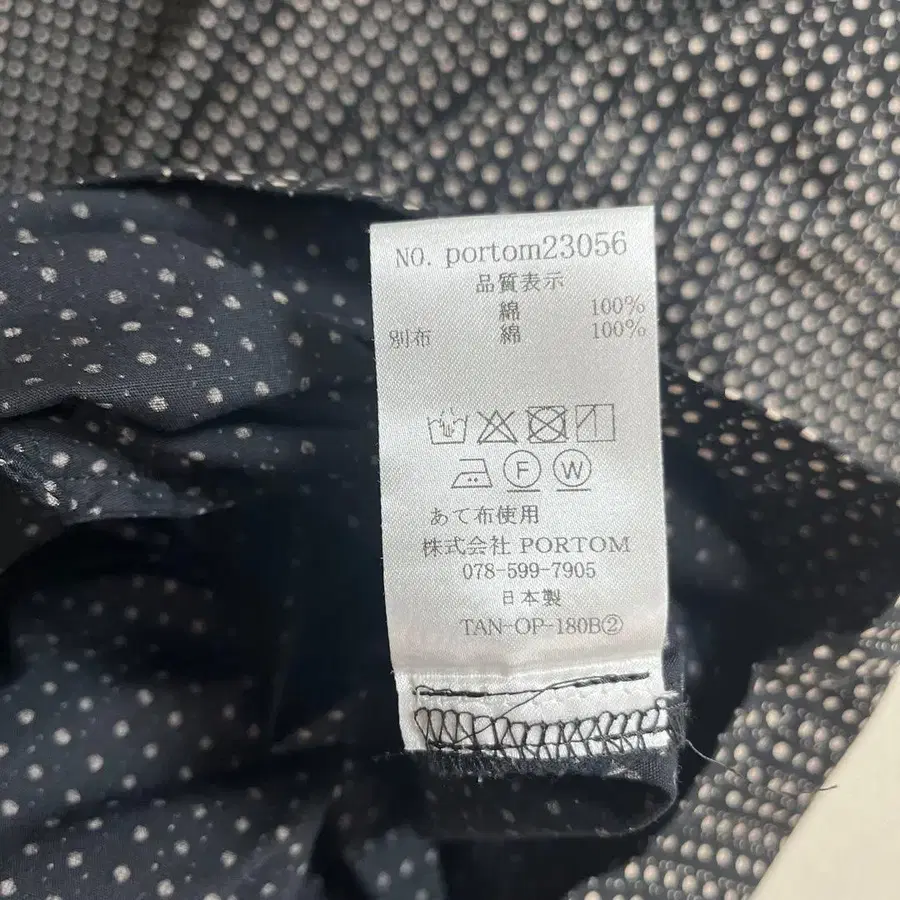 NO. portom23056
品質表示
綿 100%
別布 綿 100%
F W
あて布使用
株式会社 PORTOM
078-599-7905
日本製
TAN-OP-180B②